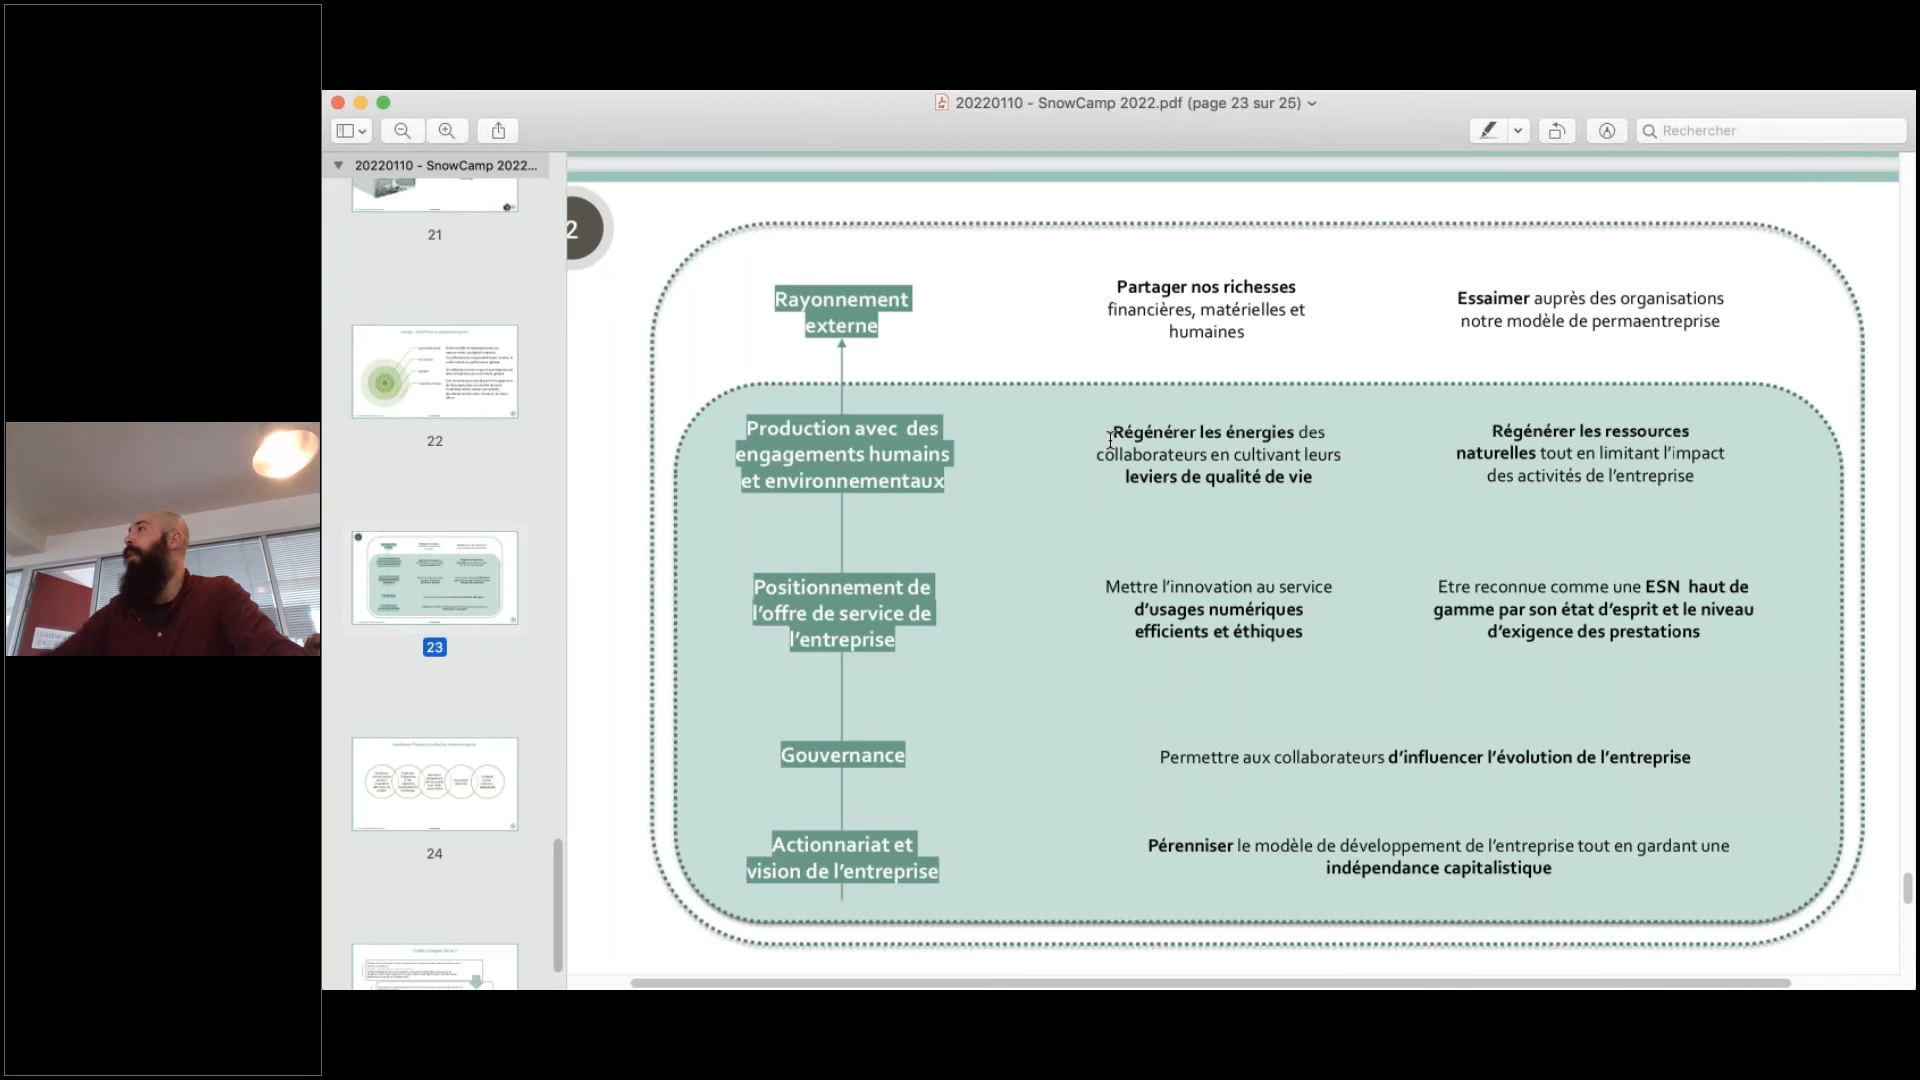 20220110 - SnowCamp 2022.pdf (page 23 sur 25)
Rechercher
20220110 - SnowCamp 2022...
21
22
23
24
2
Rayonnement
externe
Partager nos richesses
financières, matérielles et
humaines
Essaimer auprès des organisations
notre modèle de permaentreprise
Production avec des
engagements humains
et environnementaux
Régénérer les énergies des
collaborateurs en cultivant leurs
leviers de qualité de vie
Régénérer les ressources
naturelles tout en limitant l'impact
des activités de l'entreprise
Positionnement de
l'offre de service de
l'entreprise
Mettre l'innovation au service
d'usages numériques
efficients et éthiques
Etre reconnue comme une ESN haut de
gamme par son état d'esprit et le niveau
d'exigence des prestations
Gouvernance
Permettre aux collaborateurs d'influencer l'évolution de l'entreprise
Actionnariat et
vision de l'entreprise
Pérenniser le modèle de développement de l'entreprise tout en gardant une
indépendance capitalistique